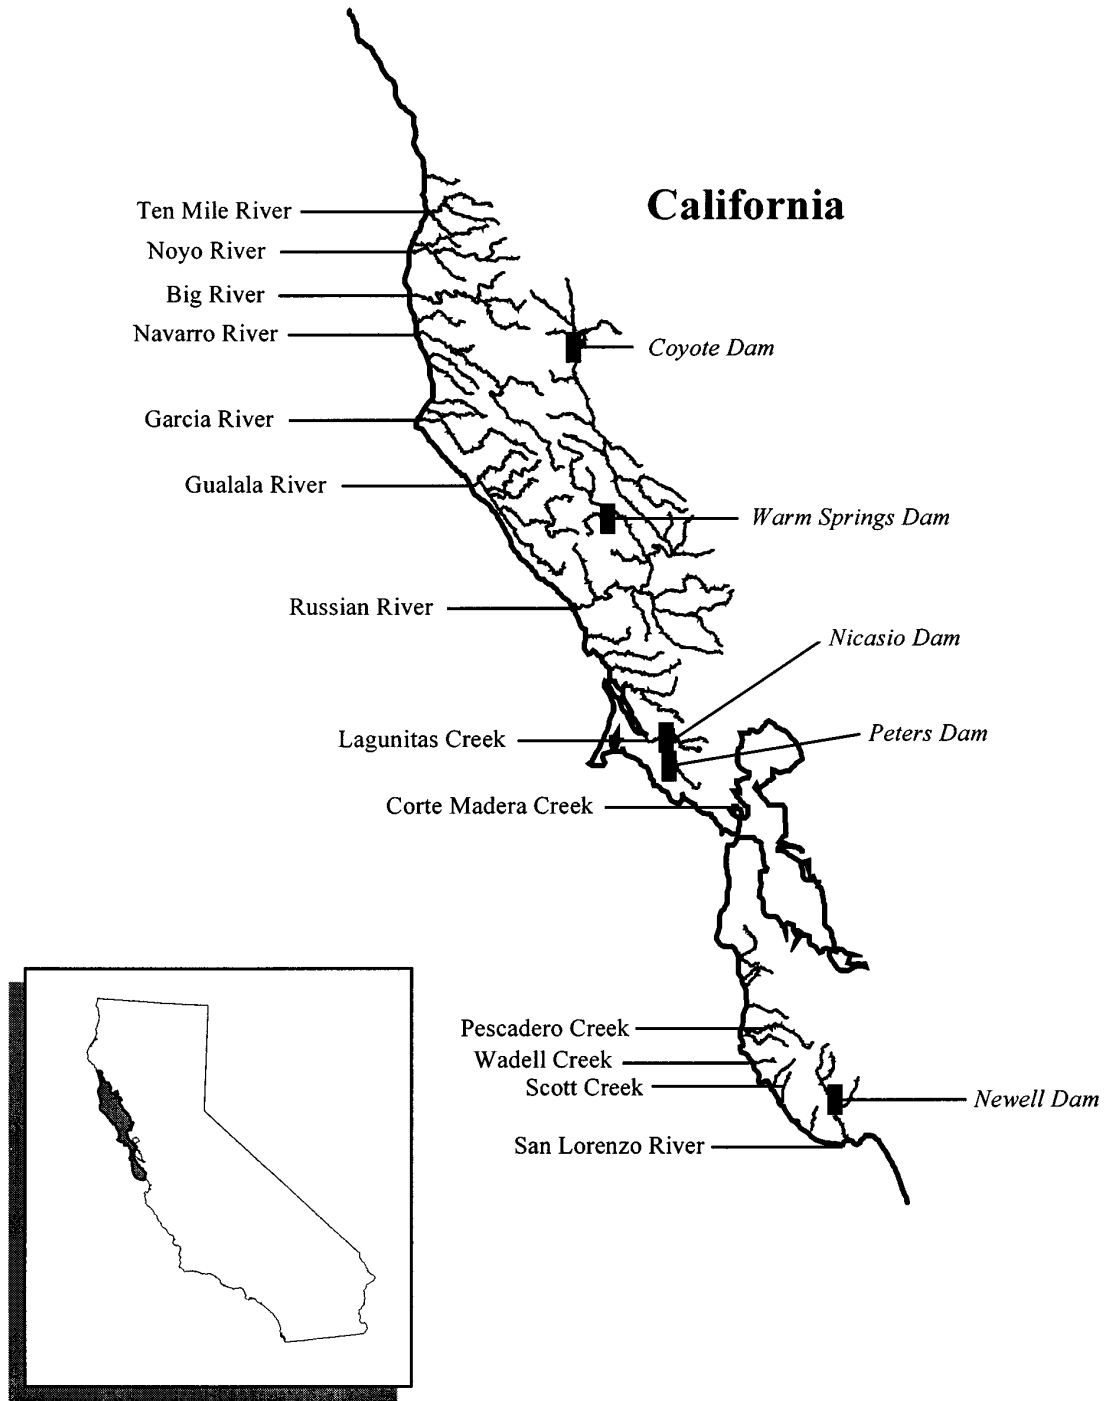 California
Ten Mile River
Noyo River
Big River
Navarro River
Coyote Dam
Garcia River
Gualala River
Warm Springs Dam
Russian River
Nicasio Dam
Lagunitas Creek
Peters Dam
Corte Madera Creek
Pescadero Creek
Wadell Creek
Scott Creek
Newell Dam
San Lorenzo River